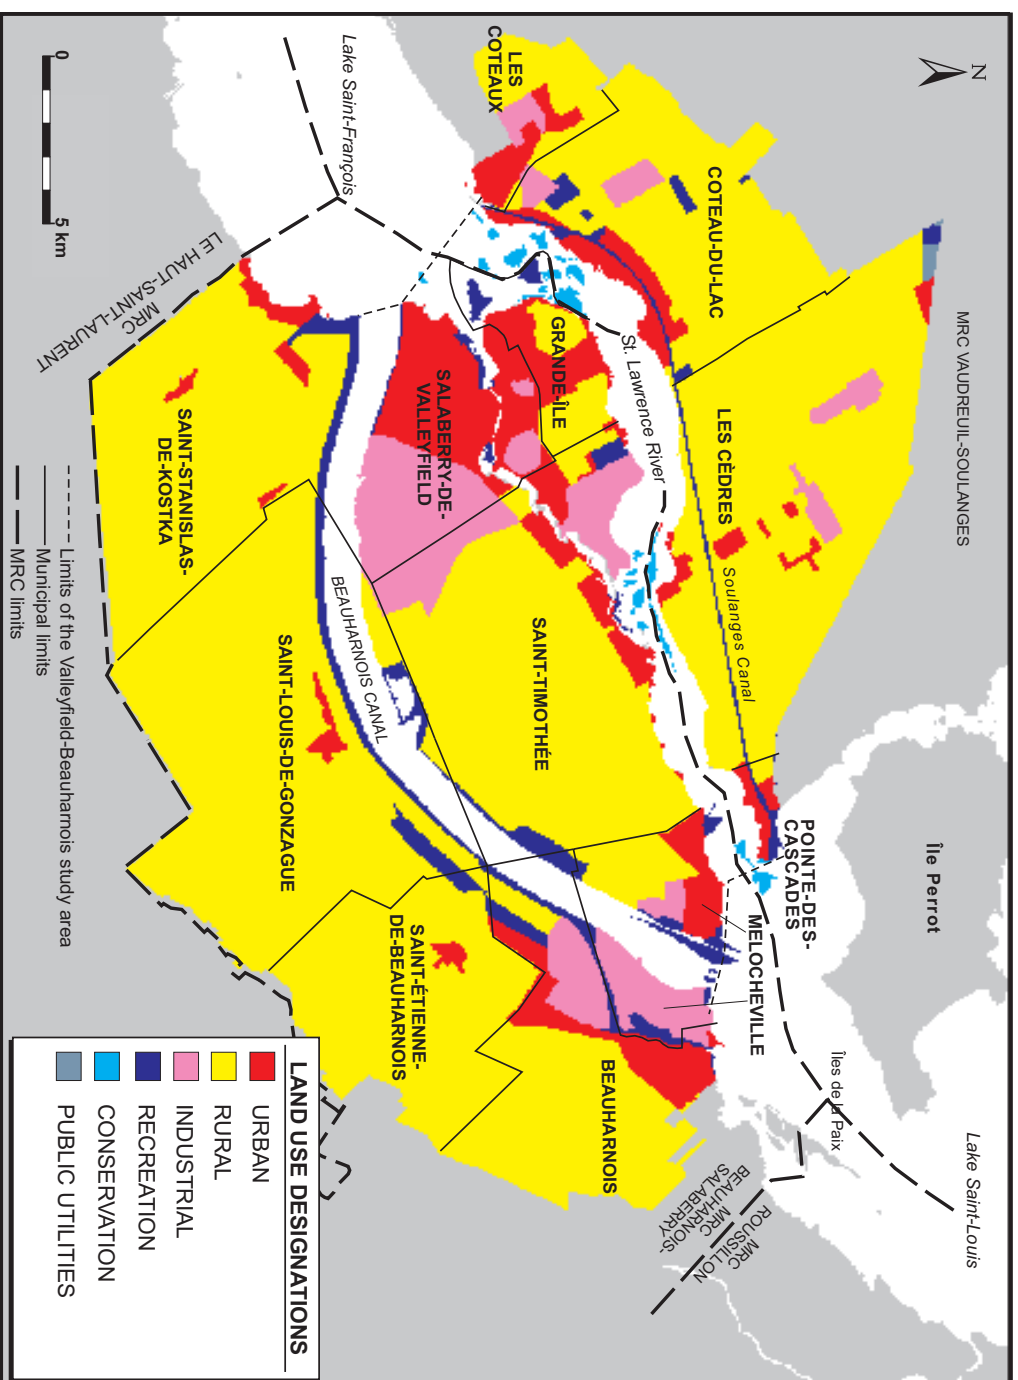 N
MRC VAUDREUIL-SOULANGES
Île Perrot
Lake Saint-Louis
Îles de la Paix
LES
COTEAUX
COTEAU-DU-LAC
LES CÈDRES
Soulanges Canal
POINTE-DES-
CASCADES
MELOCHEVILLE
MRC
ROUSSILLON
MRC
BEAUHARNOIS-
SALABERRY
St. Lawrence River
GRANDE-ÎLE
SAINT-TIMOTHÉE
BEAUHARNOIS
Lake Saint-François
SALABERRY-DE-
VALLEYFIELD
BEAUHARNOIS CANAL
SAINT-ÉTIENNE-
DE-BEAUHARNOIS
SAINT-LOUIS-DE-GONZAGUE
SAINT-STANISLAS-
DE-KOSTKA
MRC
LE HAUT-SAINT-LAURENT
0
5 km
Limits of the Valleyfield-Beauharnois study area
Municipal limits
MRC limits
LAND USE DESIGNATIONS
URBAN
RURAL
INDUSTRIAL
RECREATION
CONSERVATION
PUBLIC UTILITIES